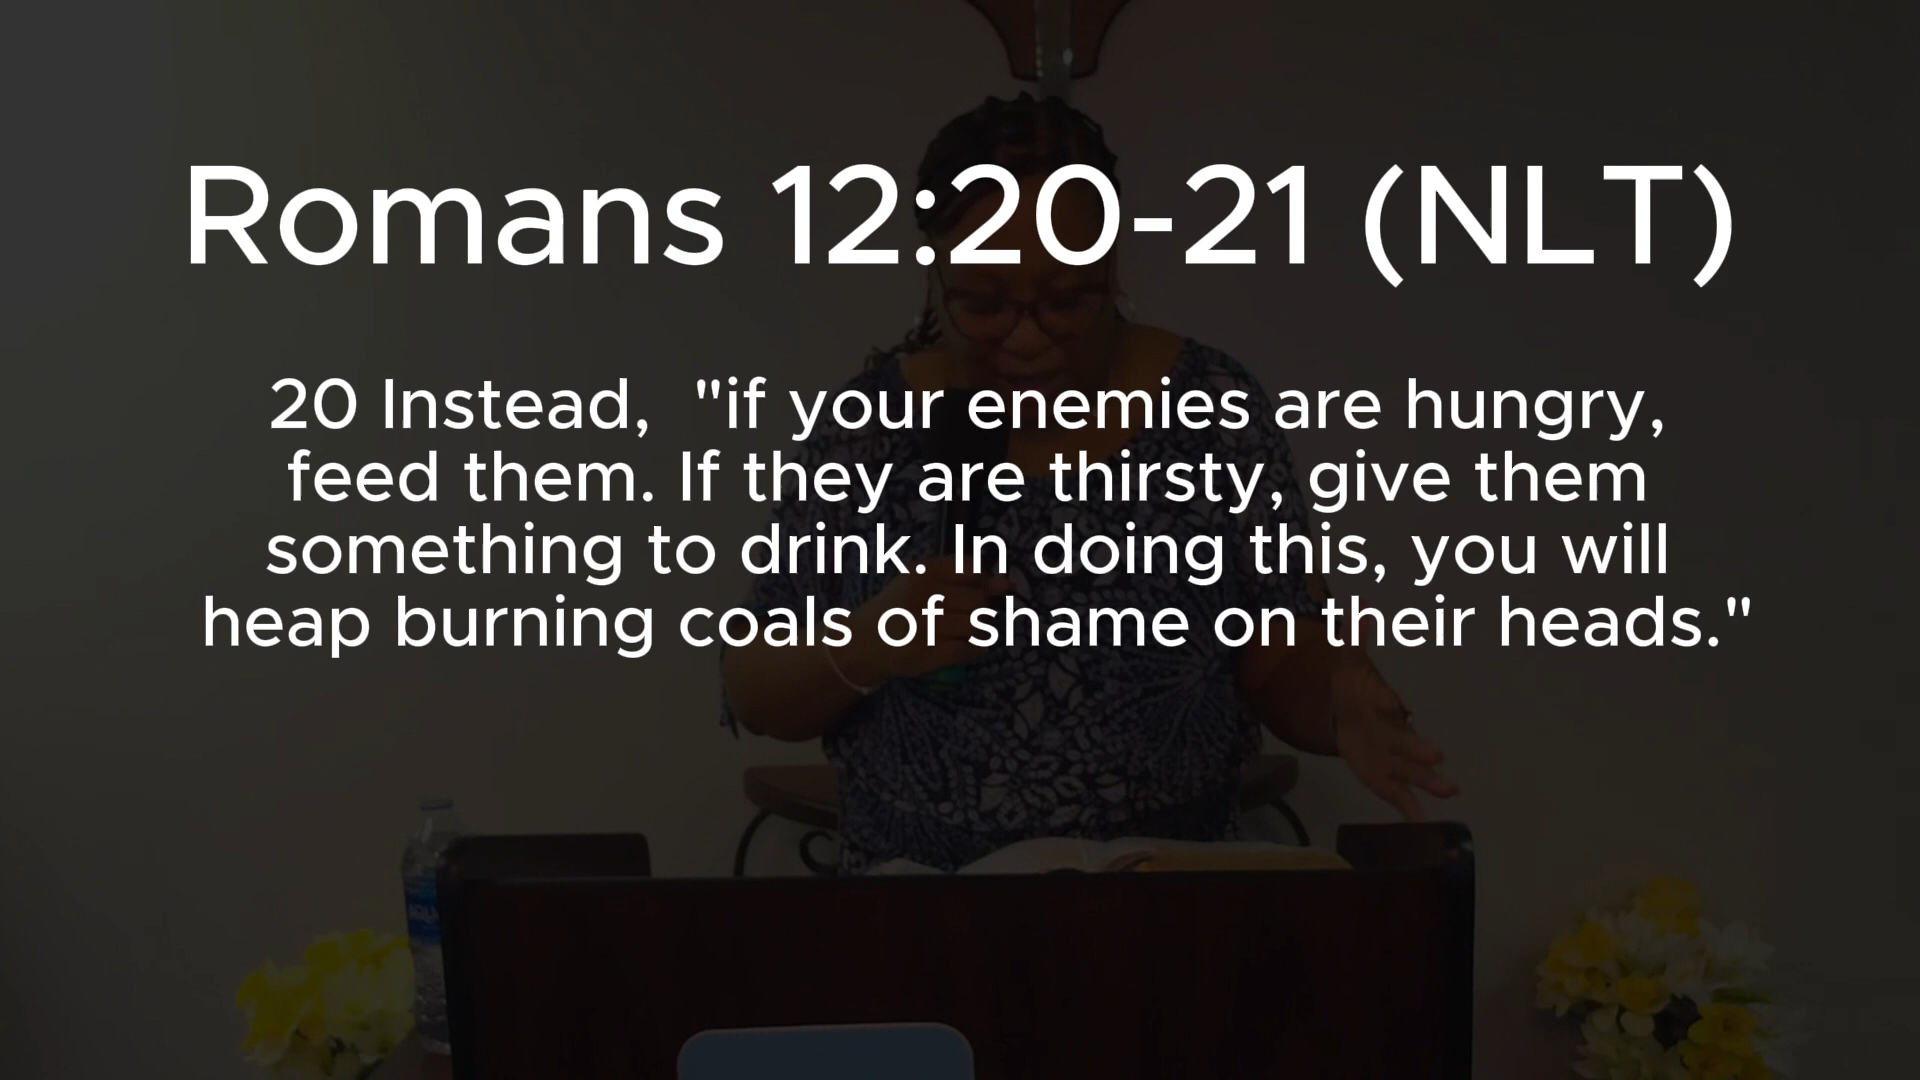 Romans 12:20-21 (NLT)
20 Instead, "if your enemies are hungry,
feed them. If they are thirsty, give them
something to drink. In doing this, you will
heap burning coals of shame on their heads."